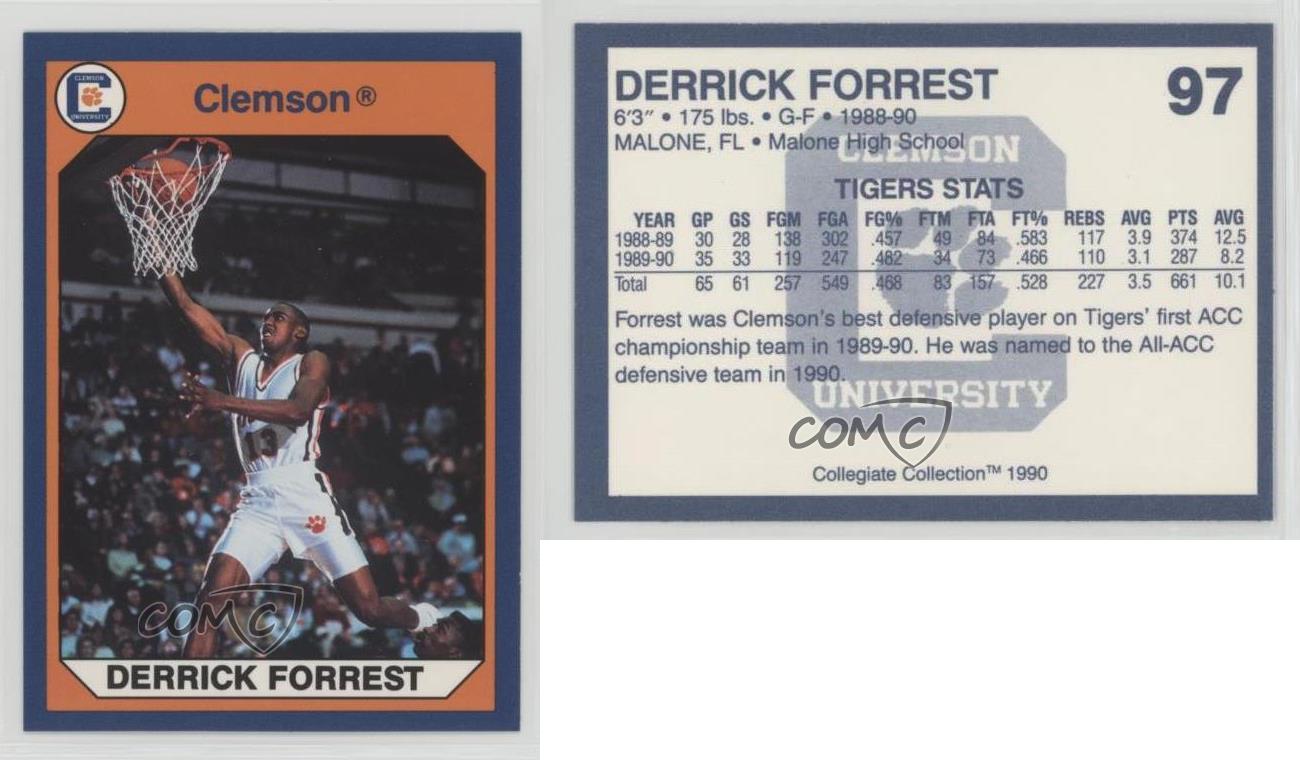 CLEMSON
UNIVERSITY
Clemson®
13
COMC
DERRICK FORREST
DERRICK FORREST
97
6'3" • 175 lbs. • G-F • 1988-90
MALONE, FL • Malone High School
CLEMSON
TIGERS STATS
YEAR GP GS FGM FGA FG% FTM FTA FT% REBS AVG PTS AVG
1988-89 30 28 138 302 .457 49 84 .583 117 3.9 374 12.5
1989-90 35 33 119 247 .482 34 73 .466 110 3.1 287 8.2
Total 65 61 257 549 .468 83 157 .528 227 3.5 661 10.1
Forrest was Clemson's best defensive player on Tigers' first ACC
championship team in 1989-90. He was named to the All-ACC
defensive team in 1990.
UNIVERSITY
COMC
Collegiate Collection™ 1990